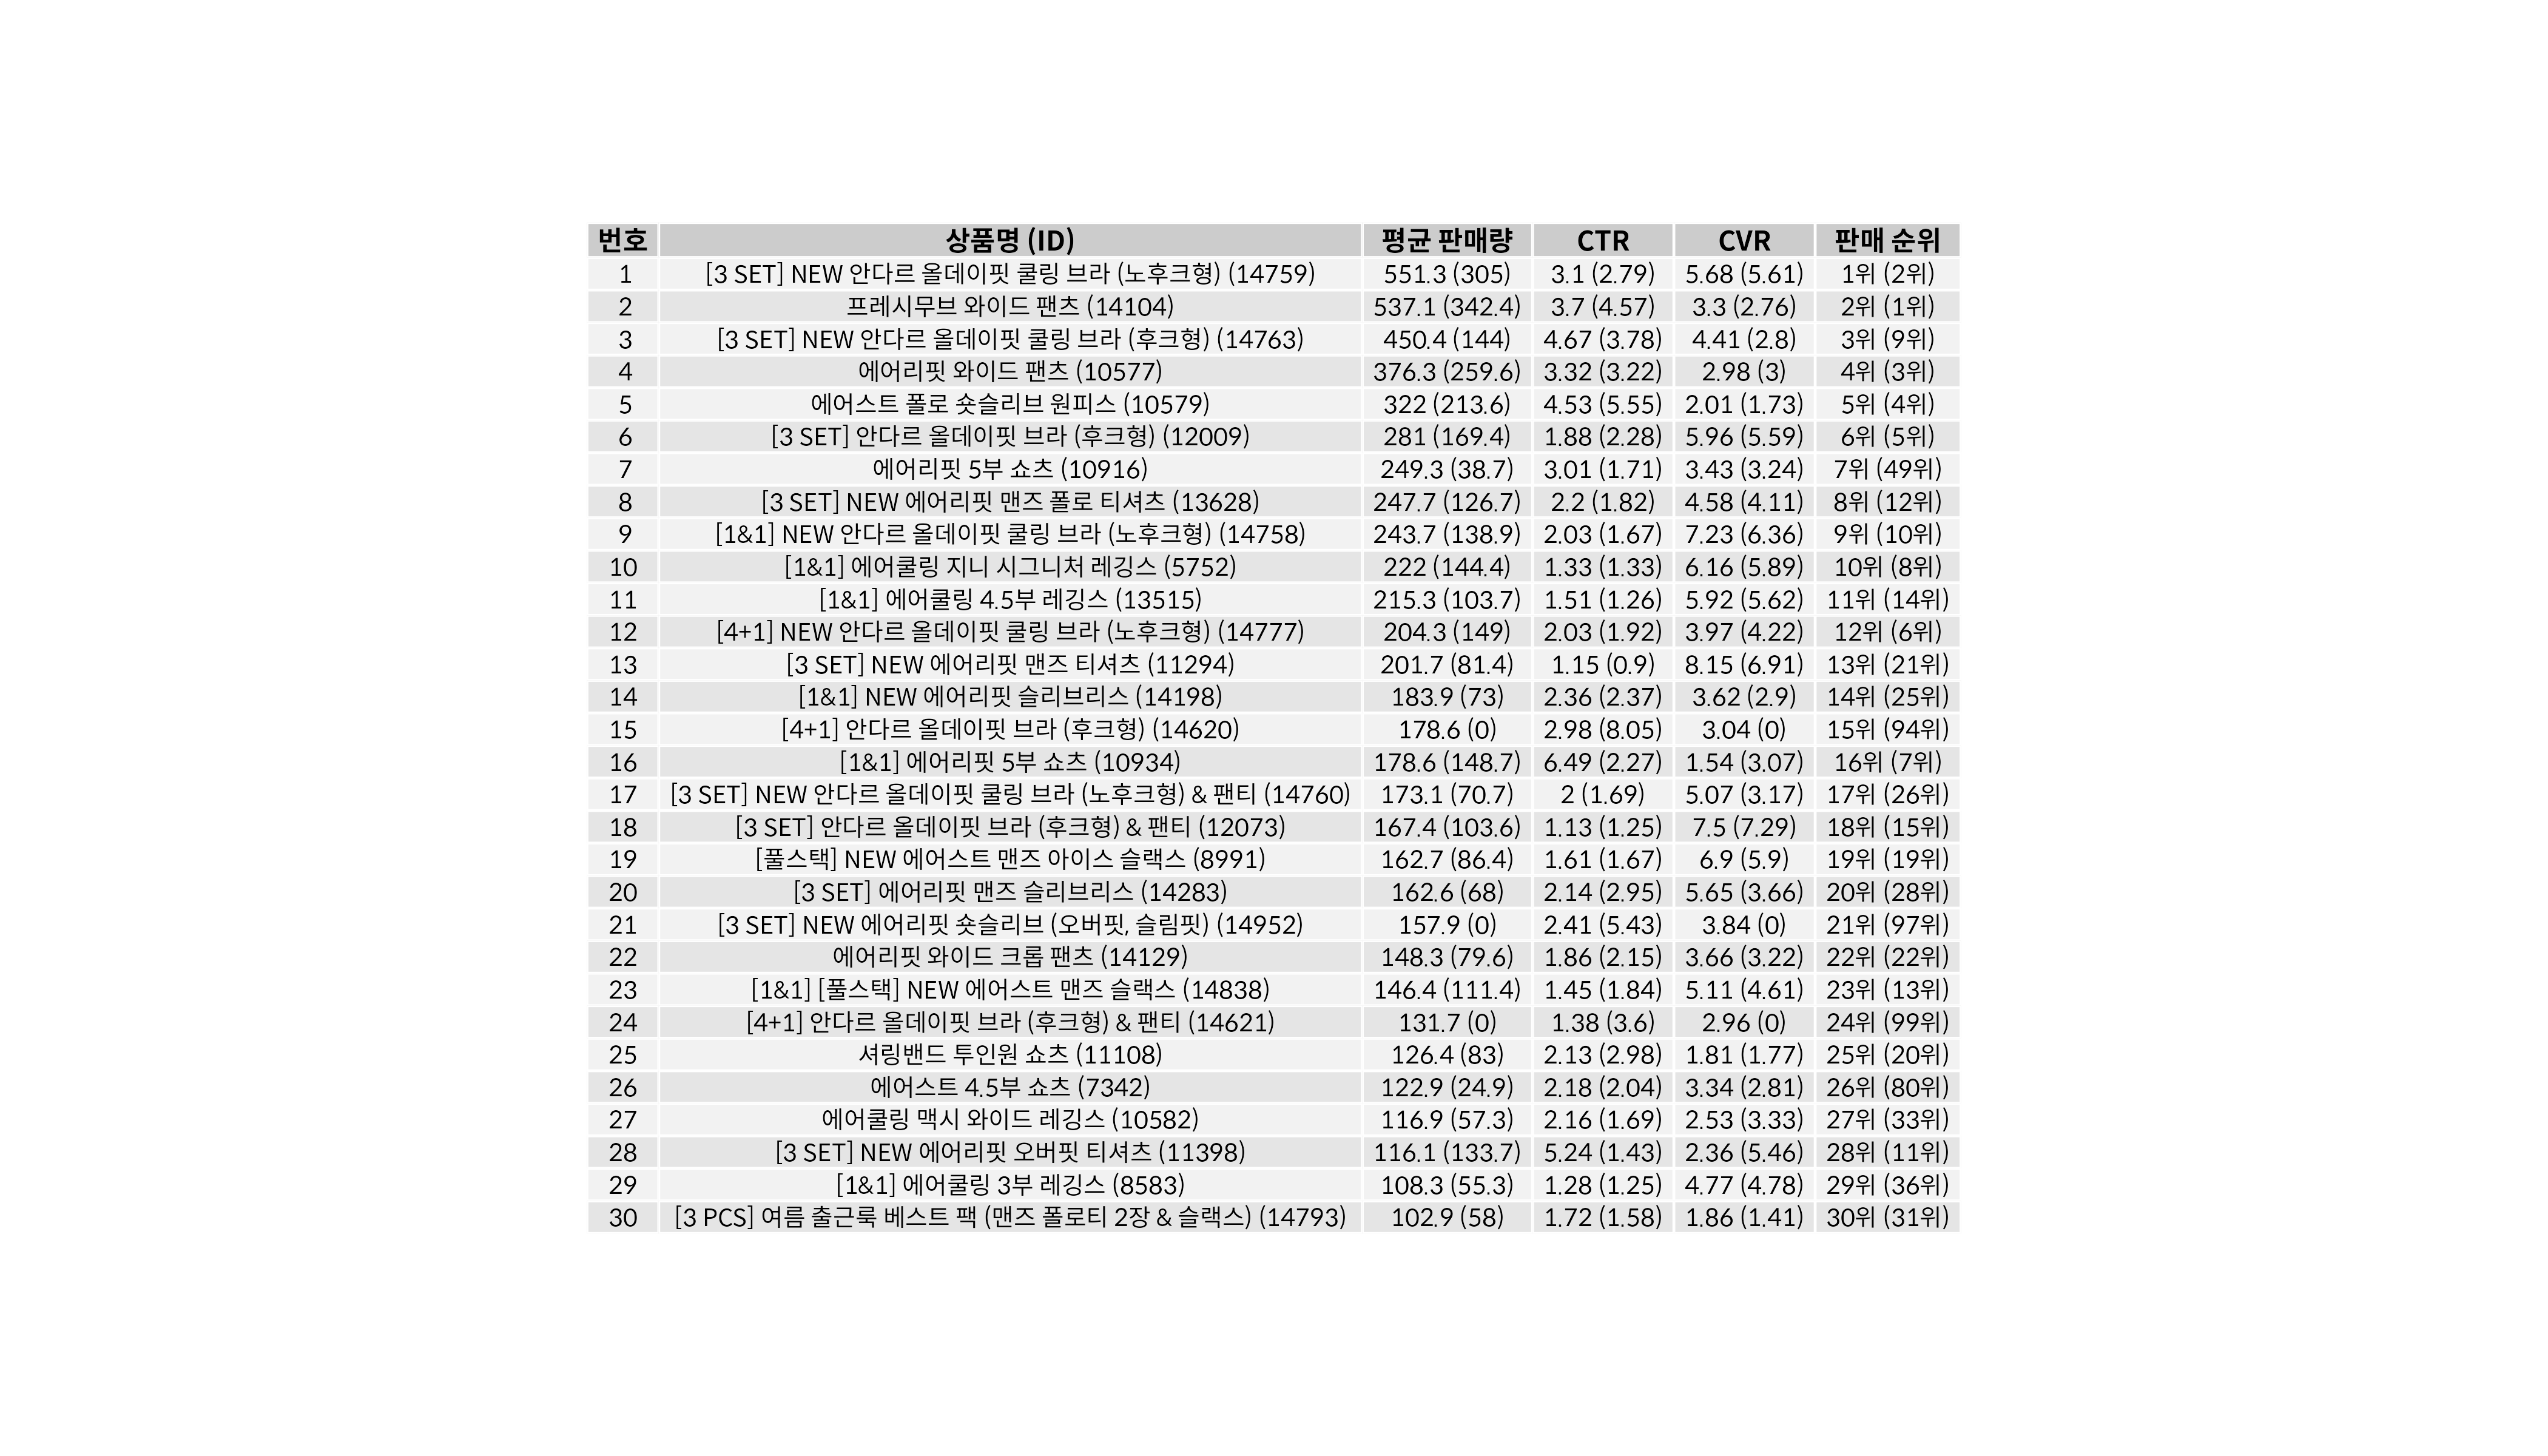 번호 상품명 (ID) 평균 판매량 CTR CVR 판매 순위
1 [3 SET] NEW 안다르 올데이핏 쿨링 브라 (노후크형) (14759) 551.3 (305) 3.1 (2.79) 5.68 (5.61) 1위 (2위)
2 프레시무브 와이드 팬츠 (14104) 537.1 (342.4) 3.7 (4.57) 3.3 (2.76) 2위 (1위)
3 [3 SET] NEW 안다르 올데이핏 쿨링 브라 (후크형) (14763) 450.4 (144) 4.67 (3.78) 4.41 (2.8) 3위 (9위)
4 에어리핏 와이드 팬츠 (10577) 376.3 (259.6) 3.32 (3.22) 2.98 (3) 4위 (3위)
5 에어스트 폴로 숏슬리브 원피스 (10579) 322 (213.6) 4.53 (5.55) 2.01 (1.73) 5위 (4위)
6 [3 SET] 안다르 올데이핏 브라 (후크형) (12009) 281 (169.4) 1.88 (2.28) 5.96 (5.59) 6위 (5위)
7 에어리핏 5부 쇼츠 (10916) 249.3 (38.7) 3.01 (1.71) 3.43 (3.24) 7위 (49위)
8 [3 SET] NEW 에어리핏 맨즈 폴로 티셔츠 (13628) 247.7 (126.7) 2.2 (1.82) 4.58 (4.11) 8위 (12위)
9 [1&1] NEW 안다르 올데이핏 쿨링 브라 (노후크형) (14758) 243.7 (138.9) 2.03 (1.67) 7.23 (6.36) 9위 (10위)
10 [1&1] 에어쿨링 지니 시그니처 레깅스 (5752) 222 (144.4) 1.33 (1.33) 6.16 (5.89) 10위 (8위)
11 [1&1] 에어쿨링 4.5부 레깅스 (13515) 215.3 (103.7) 1.51 (1.26) 5.92 (5.62) 11위 (14위)
12 [4+1] NEW 안다르 올데이핏 쿨링 브라 (노후크형) (14777) 204.3 (149) 2.03 (1.92) 3.97 (4.22) 12위 (6위)
13 [3 SET] NEW 에어리핏 맨즈 티셔츠 (11294) 201.7 (81.4) 1.15 (0.9) 8.15 (6.91) 13위 (21위)
14 [1&1] NEW 에어리핏 슬리브리스 (14198) 183.9 (73) 2.36 (2.37) 3.62 (2.9) 14위 (25위)
15 [4+1] 안다르 올데이핏 브라 (후크형) (14620) 178.6 (0) 2.98 (8.05) 3.04 (0) 15위 (94위)
16 [1&1] 에어리핏 5부 쇼츠 (10934) 178.6 (148.7) 6.49 (2.27) 1.54 (3.07) 16위 (7위)
17 [3 SET] NEW 안다르 올데이핏 쿨링 브라 (노후크형) & 팬티 (14760) 173.1 (70.7) 2 (1.69) 5.07 (3.17) 17위 (26위)
18 [3 SET] 안다르 올데이핏 브라 (후크형) & 팬티 (12073) 167.4 (103.6) 1.13 (1.25) 7.5 (7.29) 18위 (15위)
19 [풀스택] NEW 에어스트 맨즈 아이스 슬랙스 (8991) 162.7 (86.4) 1.61 (1.67) 6.9 (5.9) 19위 (19위)
20 [3 SET] 에어리핏 맨즈 슬리브리스 (14283) 162.6 (68) 2.14 (2.95) 5.65 (3.66) 20위 (28위)
21 [3 SET] NEW 에어리핏 숏슬리브 (오버핏, 슬림핏) (14952) 157.9 (0) 2.41 (5.43) 3.84 (0) 21위 (97위)
22 에어리핏 와이드 크롭 팬츠 (14129) 148.3 (79.6) 1.86 (2.15) 3.66 (3.22) 22위 (22위)
23 [1&1] [풀스택] NEW 에어스트 맨즈 슬랙스 (14838) 146.4 (111.4) 1.45 (1.84) 5.11 (4.61) 23위 (13위)
24 [4+1] 안다르 올데이핏 브라 (후크형) & 팬티 (14621) 131.7 (0) 1.38 (3.6) 2.96 (0) 24위 (99위)
25 셔링밴드 투인원 쇼츠 (11108) 126.4 (83) 2.13 (2.98) 1.81 (1.77) 25위 (20위)
26 에어스트 4.5부 쇼츠 (7342) 122.9 (24.9) 2.18 (2.04) 3.34 (2.81) 26위 (80위)
27 에어쿨링 맥시 와이드 레깅스 (10582) 116.9 (57.3) 2.16 (1.69) 2.53 (3.33) 27위 (33위)
28 [3 SET] NEW 에어리핏 오버핏 티셔츠 (11398) 116.1 (133.7) 5.24 (1.43) 2.36 (5.46) 28위 (11위)
29 [1&1] 에어쿨링 3부 레깅스 (8583) 108.3 (55.3) 1.28 (1.25) 4.77 (4.78) 29위 (36위)
30 [3 PCS] 여름 출근룩 베스트 팩 (맨즈 폴로티 2장 & 슬랙스) (14793) 102.9 (58) 1.72 (1.58) 1.86 (1.41) 30위 (31위)